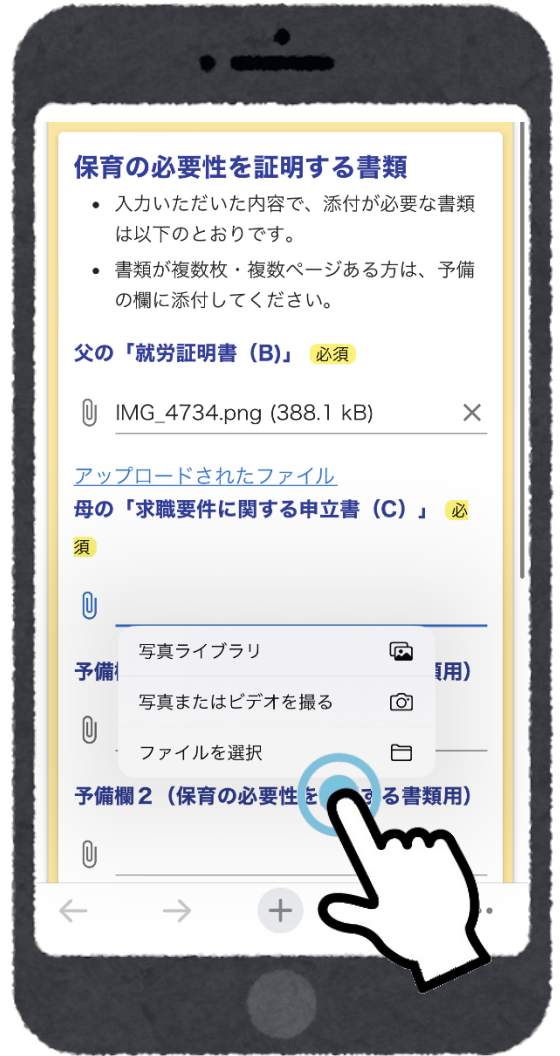 保育の必要性を証明する書類
• 入力いただいた内容で、添付が必要な書類
は以下のとおりです。
• 書類が複数枚・複数ページある方は、予備
の欄に添付してください。
父の「就労証明書（B)」 必須
IMG_4734.png (388.1 kB)
アップロードされたファイル
母の「求職要件に関する申立書（C）」 必
須
写真ライブラリ
予備 用）
写真またはビデオを撮る
ファイルを選択
予備欄２（保育の必要性を する書類用）